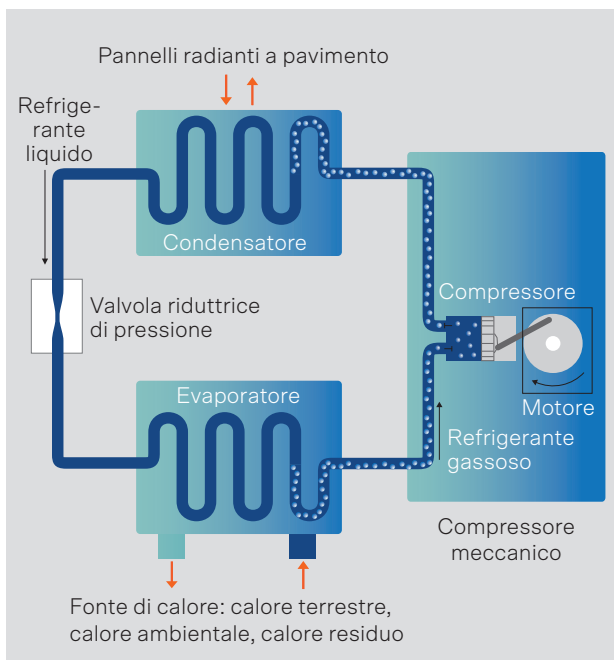 Pannelli radianti a pavimento
Refrige-
rante
liquido
Condensatore
Compressore
Valvola riduttrice
di pressione
Evaporatore
Motore
Refrigerante
gassoso
Compressore
meccanico
Fonte di calore: calore terrestre,
calore ambientale, calore residuo